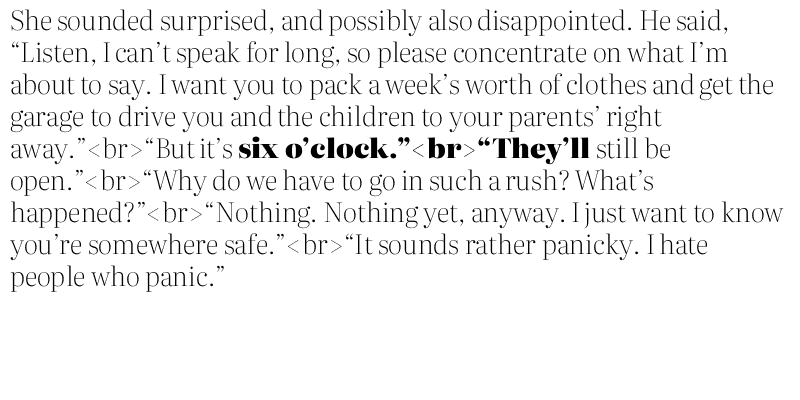 She sounded surprised, and possibly also disappointed. He said,
“Listen, I can’t speak for long, so please concentrate on what I’m
about to say. I want you to pack a week’s worth of clothes and get the
garage to drive you and the children to your parents’ right
away.”<br>“But it’s six o’clock.”<br>“They’ll still be
open.”<br>“Why do we have to go in such a rush? What’s
happened?”<br>“Nothing. Nothing yet, anyway. I just want to know
you’re somewhere safe.”<br>“It sounds rather panicky. I hate
people who panic.”